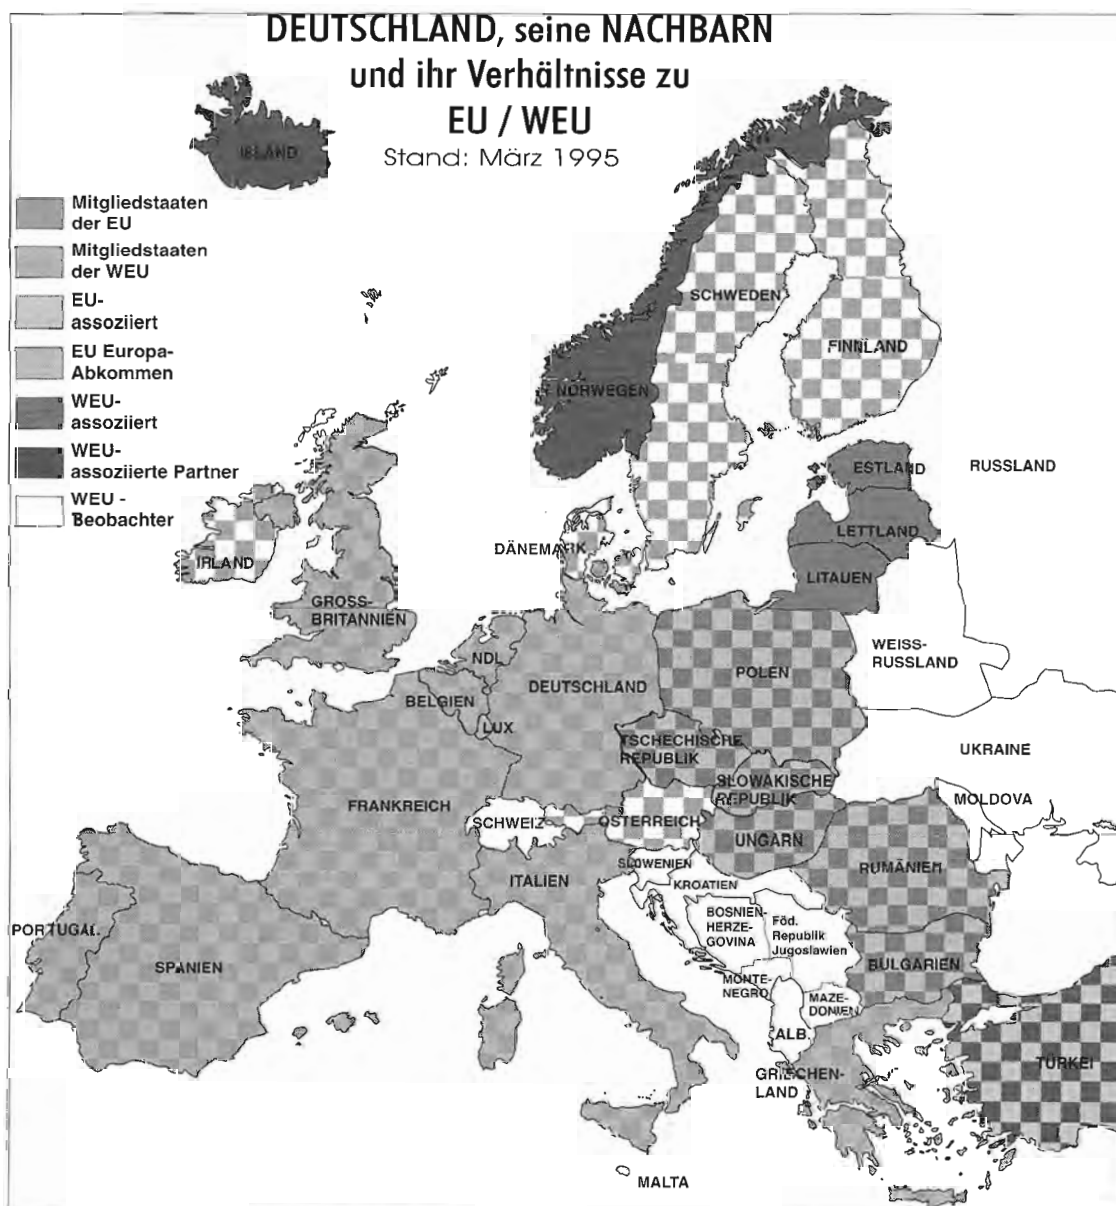 DEUTSCHLAND, seine NACHBARN
und ihr Verhältnisse zu
EU / WEU
Stand: März 1995
ISLAND
Mitgliedstaaten
der EU
Mitgliedstaaten
der WEU
EU-
assoziiert
EU Europa-
Abkommen
WEU-
assoziiert
WEU-
assoziierte Partner
WEU -
Beobachter
SCHWEDEN
FINNLAND
NORWEGEN
ESTLAND
RUSSLAND
LETTLAND
DÄNEMARK
IRLAND
LITAUEN
GROSS-
BRITANNIEN
WEISS-
RUSSLAND
NDL
POLEN
DEUTSCHLAND
BELGIEN
LUX
TSCHECHISCHE
REPUBLIK
UKRAINE
SLOWAKISCHE
REPUBLIK
MOLDOVA
FRANKREICH
SCHWEIZ
ÖSTERREICH
UNGARN
SLOWENIEN
RUMÄNIEN
ITALIEN
KROATIEN
BOSNIEN-
HERZE-
GOVINA
Föd.
Republik
Jugoslawien
PORTUGAL
SPANIEN
BULGARIEN
MONTE-
NEGRO
MAZE-
DONIEN
ALB.
TÜRKEI
GRIECHEN-
LAND
MALTA